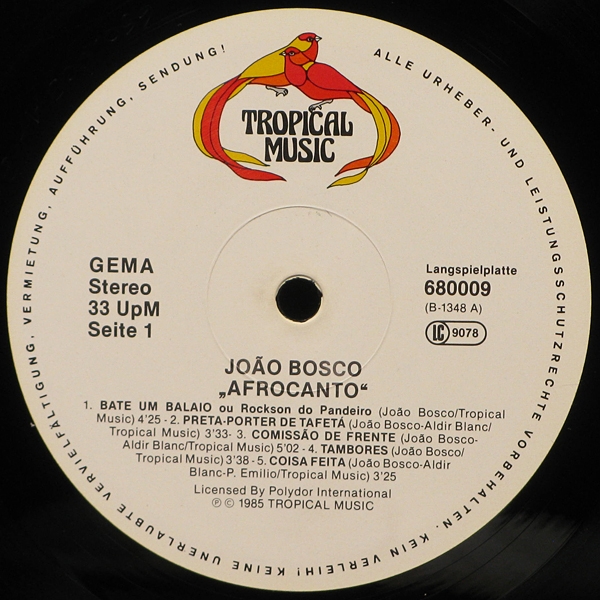 ALLE URHEBER- UND LEISTUNGSSCHUTZRECHTE VORBEHALTEN. KEIN VERLEIH! KEINE UNERLAUBTE VERVIELFÄLTIGUNG, VERMIETUNG, AUFFÜHRUNG, SENDUNG!
TROPICAL
MUSIC
GEMA
Stereo
33 UpM
Seite 1
Langspielplatte
680009
(B-1348 A)
LC 9078
JOÃO BOSCO
„AFROCANTO“
1. BATE UM BALAIO ou Rockson do Pandeiro (João Bosco/Tropical
Music) 4'25 - 2. PRETA-PORTER DE TAFETÁ (João Bosco-Aldir Blanc/
Tropical Music) 3'33- 3. COMISSÃO DE FRENTE (João Bosco-
Aldir Blanc/Tropical Music) 5'02 - 4. TAMBORES (João Bosco/
Tropical Music) 3'38 - 5. COISA FEITA (João Bosco-Aldir
Blanc-P. Emilio/Tropical Music) 3'25
Licensed By Polydor International
℗ © 1985 TROPICAL MUSIC